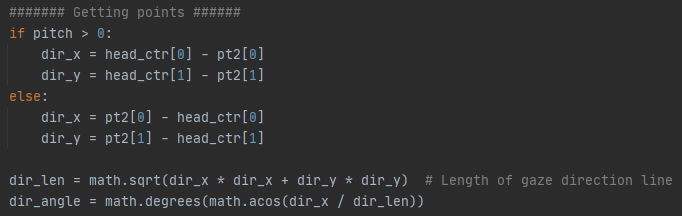 ####### Getting points ######
if pitch > 0:
    dir_x = head_ctr[0] - pt2[0]
    dir_y = head_ctr[1] - pt2[1]
else:
    dir_x = pt2[0] - head_ctr[0]
    dir_y = pt2[1] - head_ctr[1]

dir_len = math.sqrt(dir_x * dir_x + dir_y * dir_y)  # Length of gaze direction line
dir_angle = math.degrees(math.acos(dir_x / dir_len))